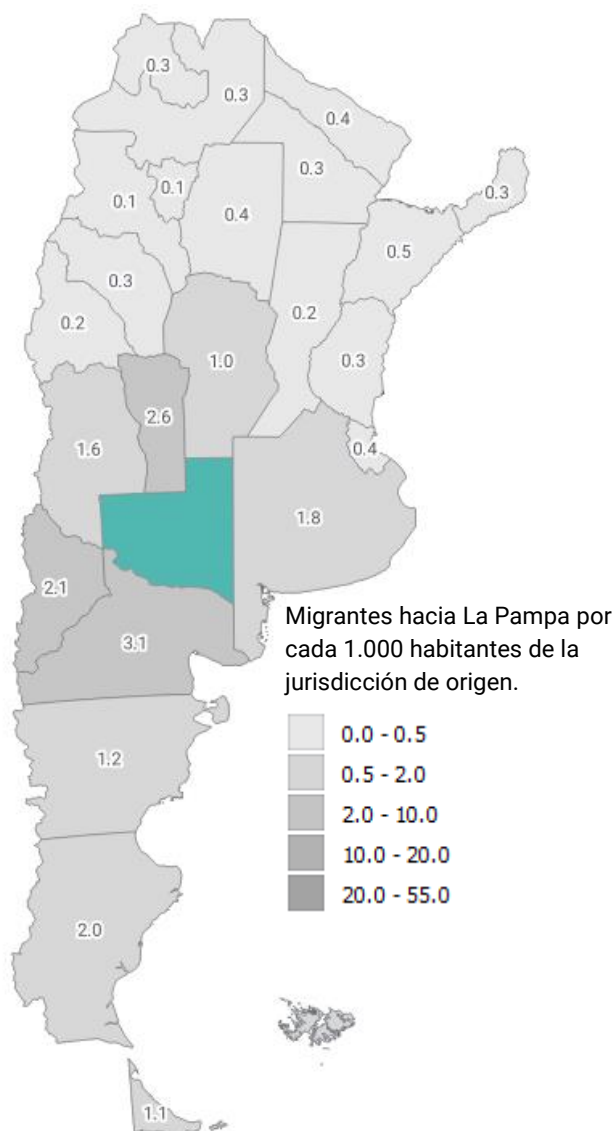 0.3
0.3
0.4
0.3
0.1
0.1
0.4
0.3
0.5
0.3
0.2
0.2
1.0
0.3
2.6
1.6
0.4
1.8
2.1
3.1
Migrantes hacia La Pampa por
cada 1.000 habitantes de la
jurisdicción de origen.
0.0 - 0.5
0.5 - 2.0
2.0 - 10.0
10.0 - 20.0
20.0 - 55.0
1.2
2.0
1.1